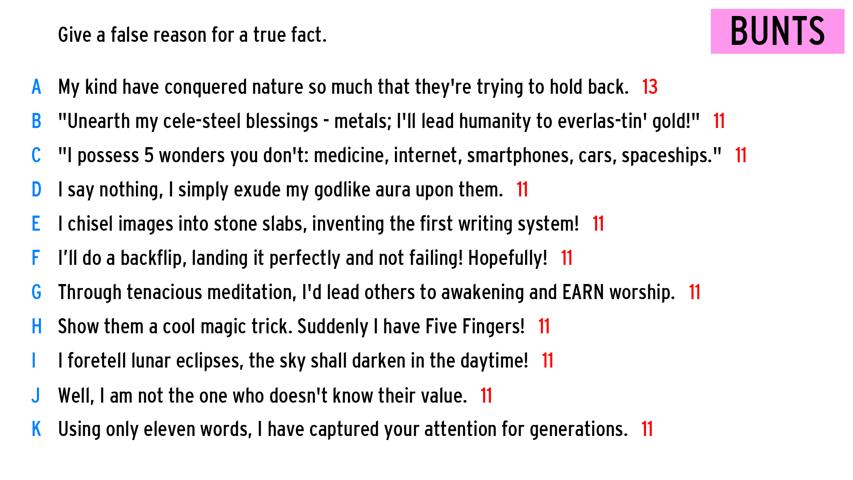 Give a false reason for a true fact.
BUNTS
A My kind have conquered nature so much that they're trying to hold back. 13
B "Unearth my cele-steel blessings - metals; I'll lead humanity to everlas-tin' gold!" 11
C "I possess 5 wonders you don't: medicine, internet, smartphones, cars, spaceships." 11
D I say nothing, I simply exude my godlike aura upon them. 11
E I chisel images into stone slabs, inventing the first writing system! 11
F I’ll do a backflip, landing it perfectly and not failing! Hopefully! 11
G Through tenacious meditation, I'd lead others to awakening and EARN worship. 11
H Show them a cool magic trick. Suddenly I have Five Fingers! 11
I I foretell lunar eclipses, the sky shall darken in the daytime! 11
J Well, I am not the one who doesn't know their value. 11
K Using only eleven words, I have captured your attention for generations. 11